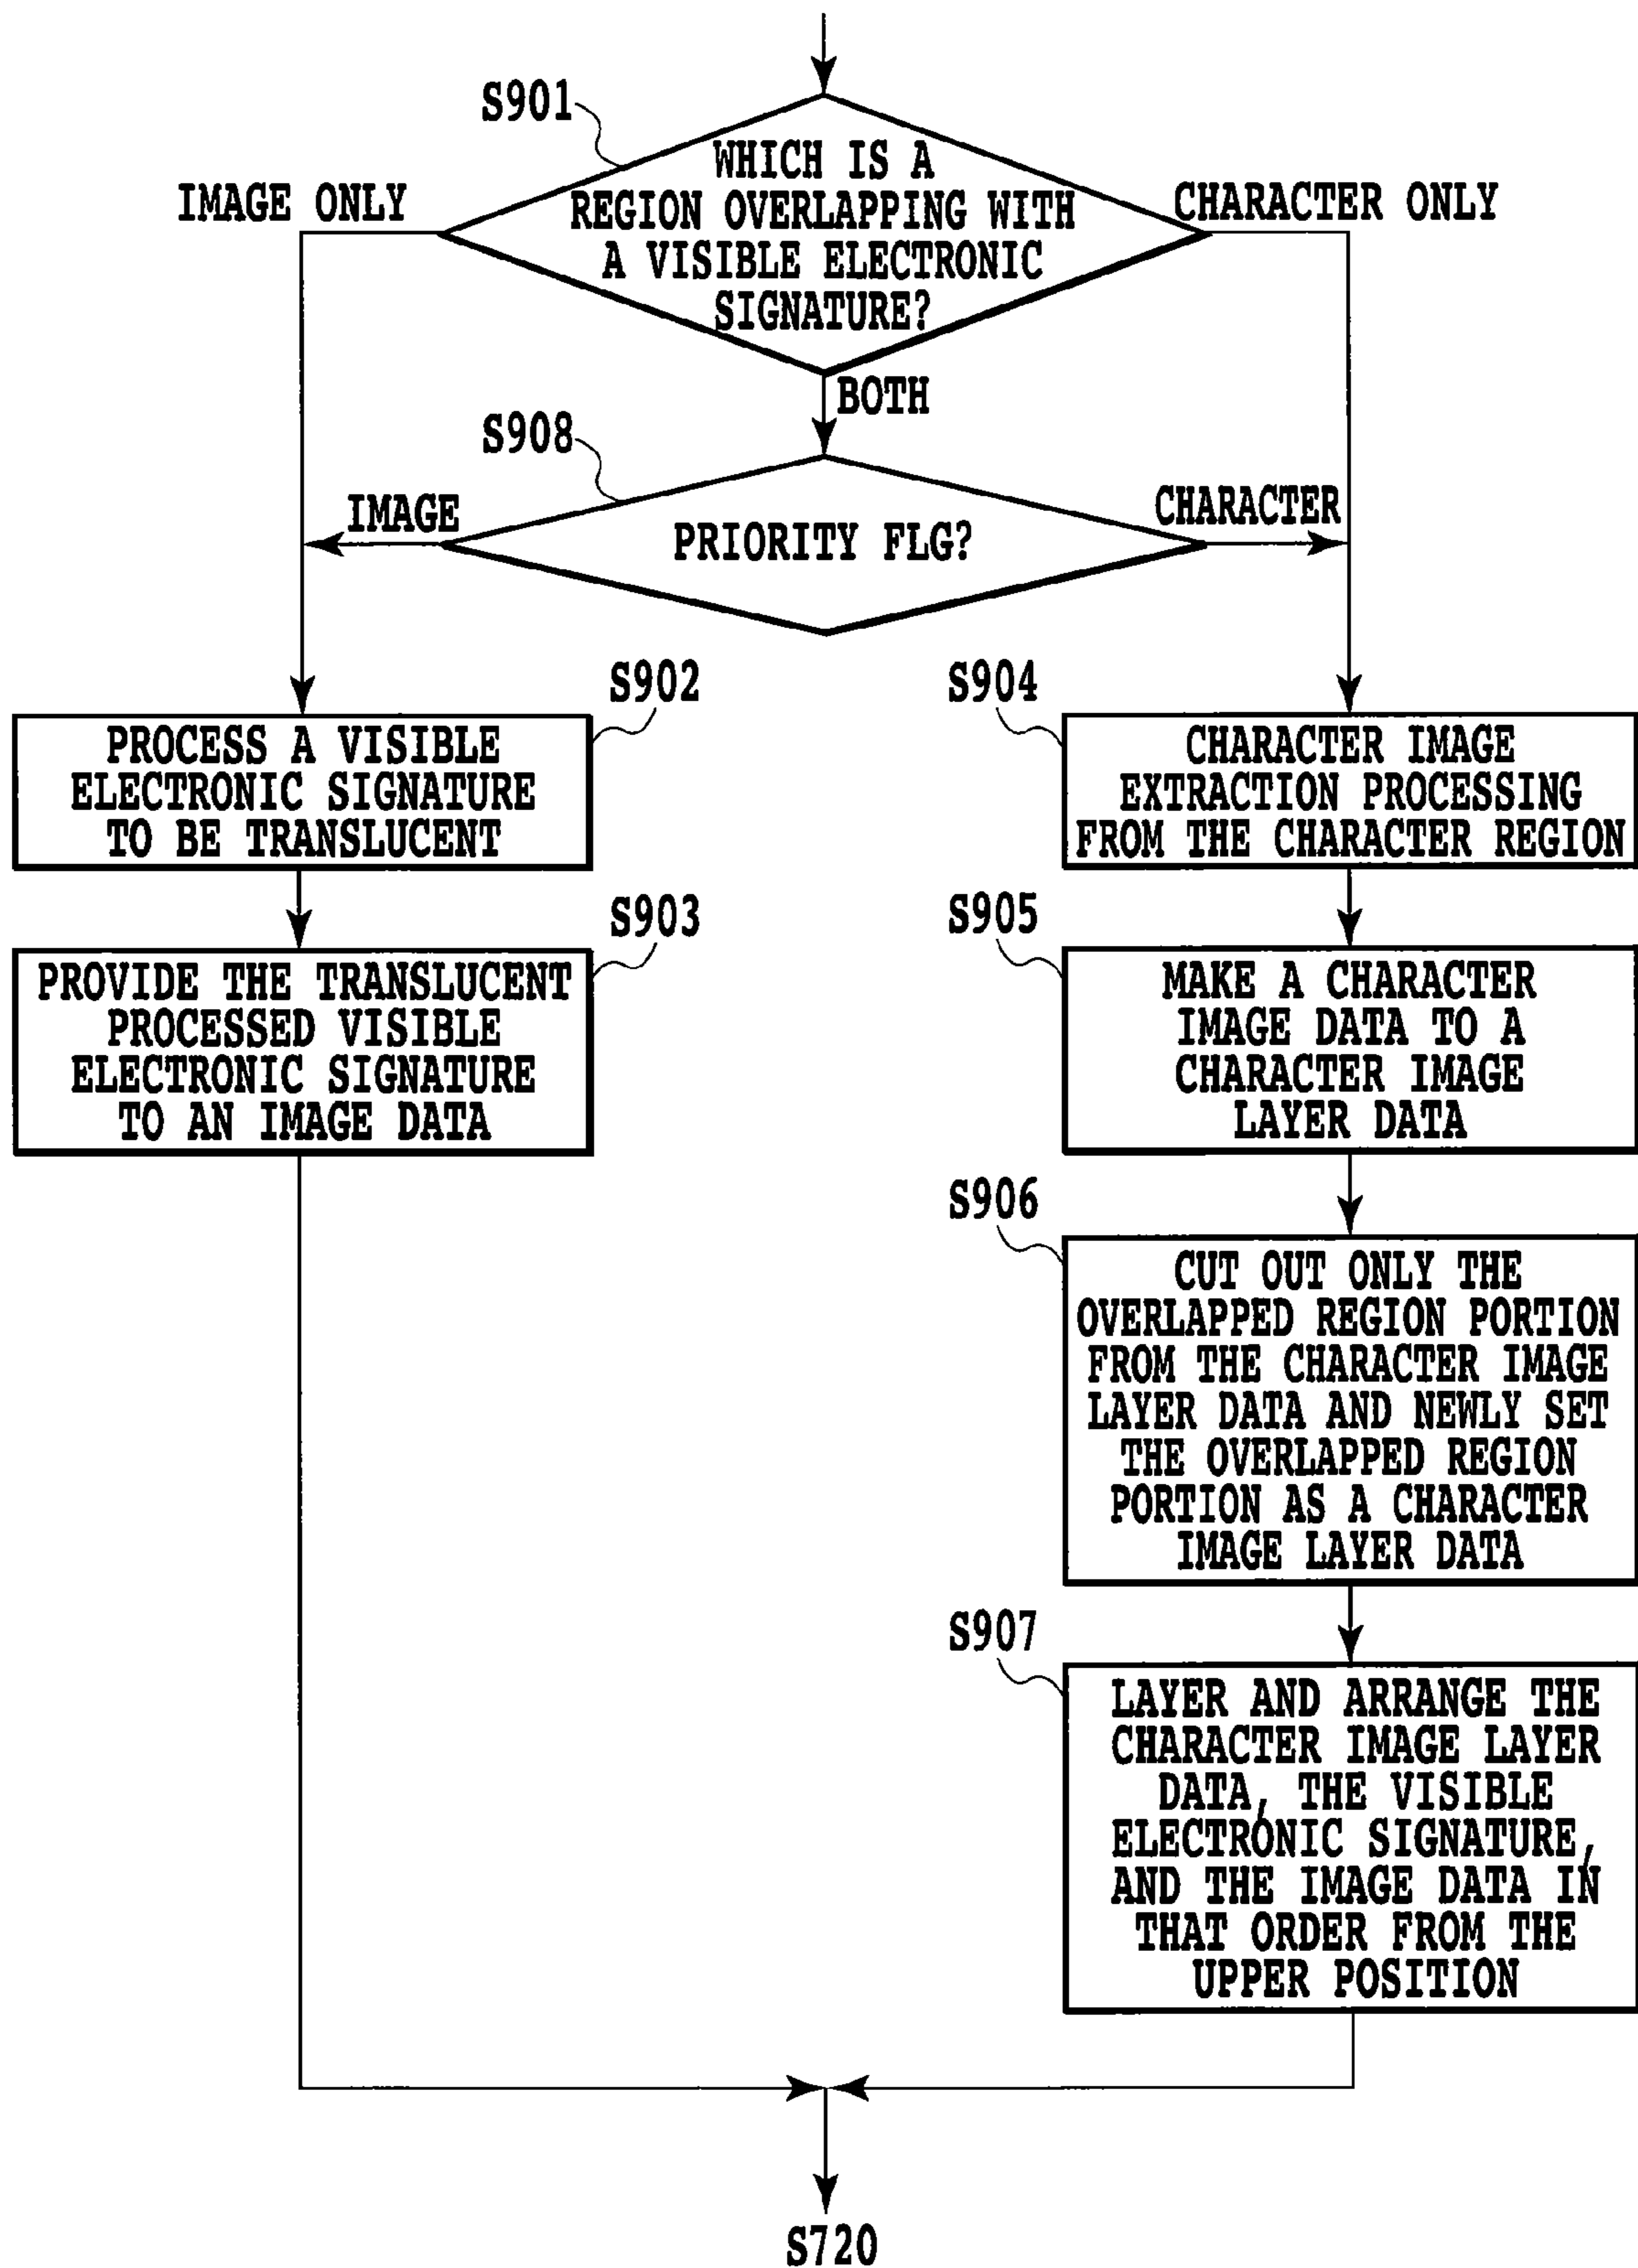 S901
WHICH IS A
REGION OVERLAPPING WITH
A VISIBLE ELECTRONIC
SIGNATURE?
IMAGE ONLY
CHARACTER ONLY
BOTH
S908
PRIORITY FLG?
IMAGE
CHARACTER
S902
PROCESS A VISIBLE
ELECTRONIC SIGNATURE
TO BE TRANSLUCENT
S903
PROVIDE THE TRANSLUCENT
PROCESSED VISIBLE
ELECTRONIC SIGNATURE
TO AN IMAGE DATA
S904
CHARACTER IMAGE
EXTRACTION PROCESSING
FROM THE CHARACTER REGION
S905
MAKE A CHARACTER
IMAGE DATA TO A
CHARACTER IMAGE
LAYER DATA
S906
CUT OUT ONLY THE
OVERLAPPED REGION PORTION
FROM THE CHARACTER IMAGE
LAYER DATA AND NEWLY SET
THE OVERLAPPED REGION
PORTION AS A CHARACTER
IMAGE LAYER DATA
S907
LAYER AND ARRANGE THE
CHARACTER IMAGE LAYER
DATA, THE VISIBLE
ELECTRONIC SIGNATURE,
AND THE IMAGE DATA IN
THAT ORDER FROM THE
UPPER POSITION
S720